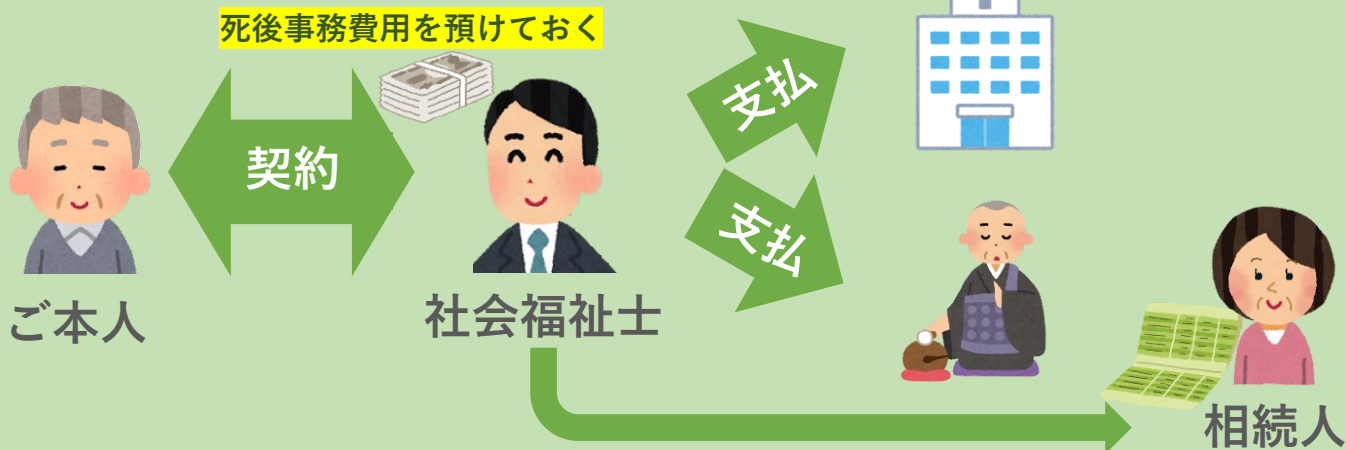 死後事務費用を預けておく
契約
支払
支払
ご本人
社会福祉士
相続人